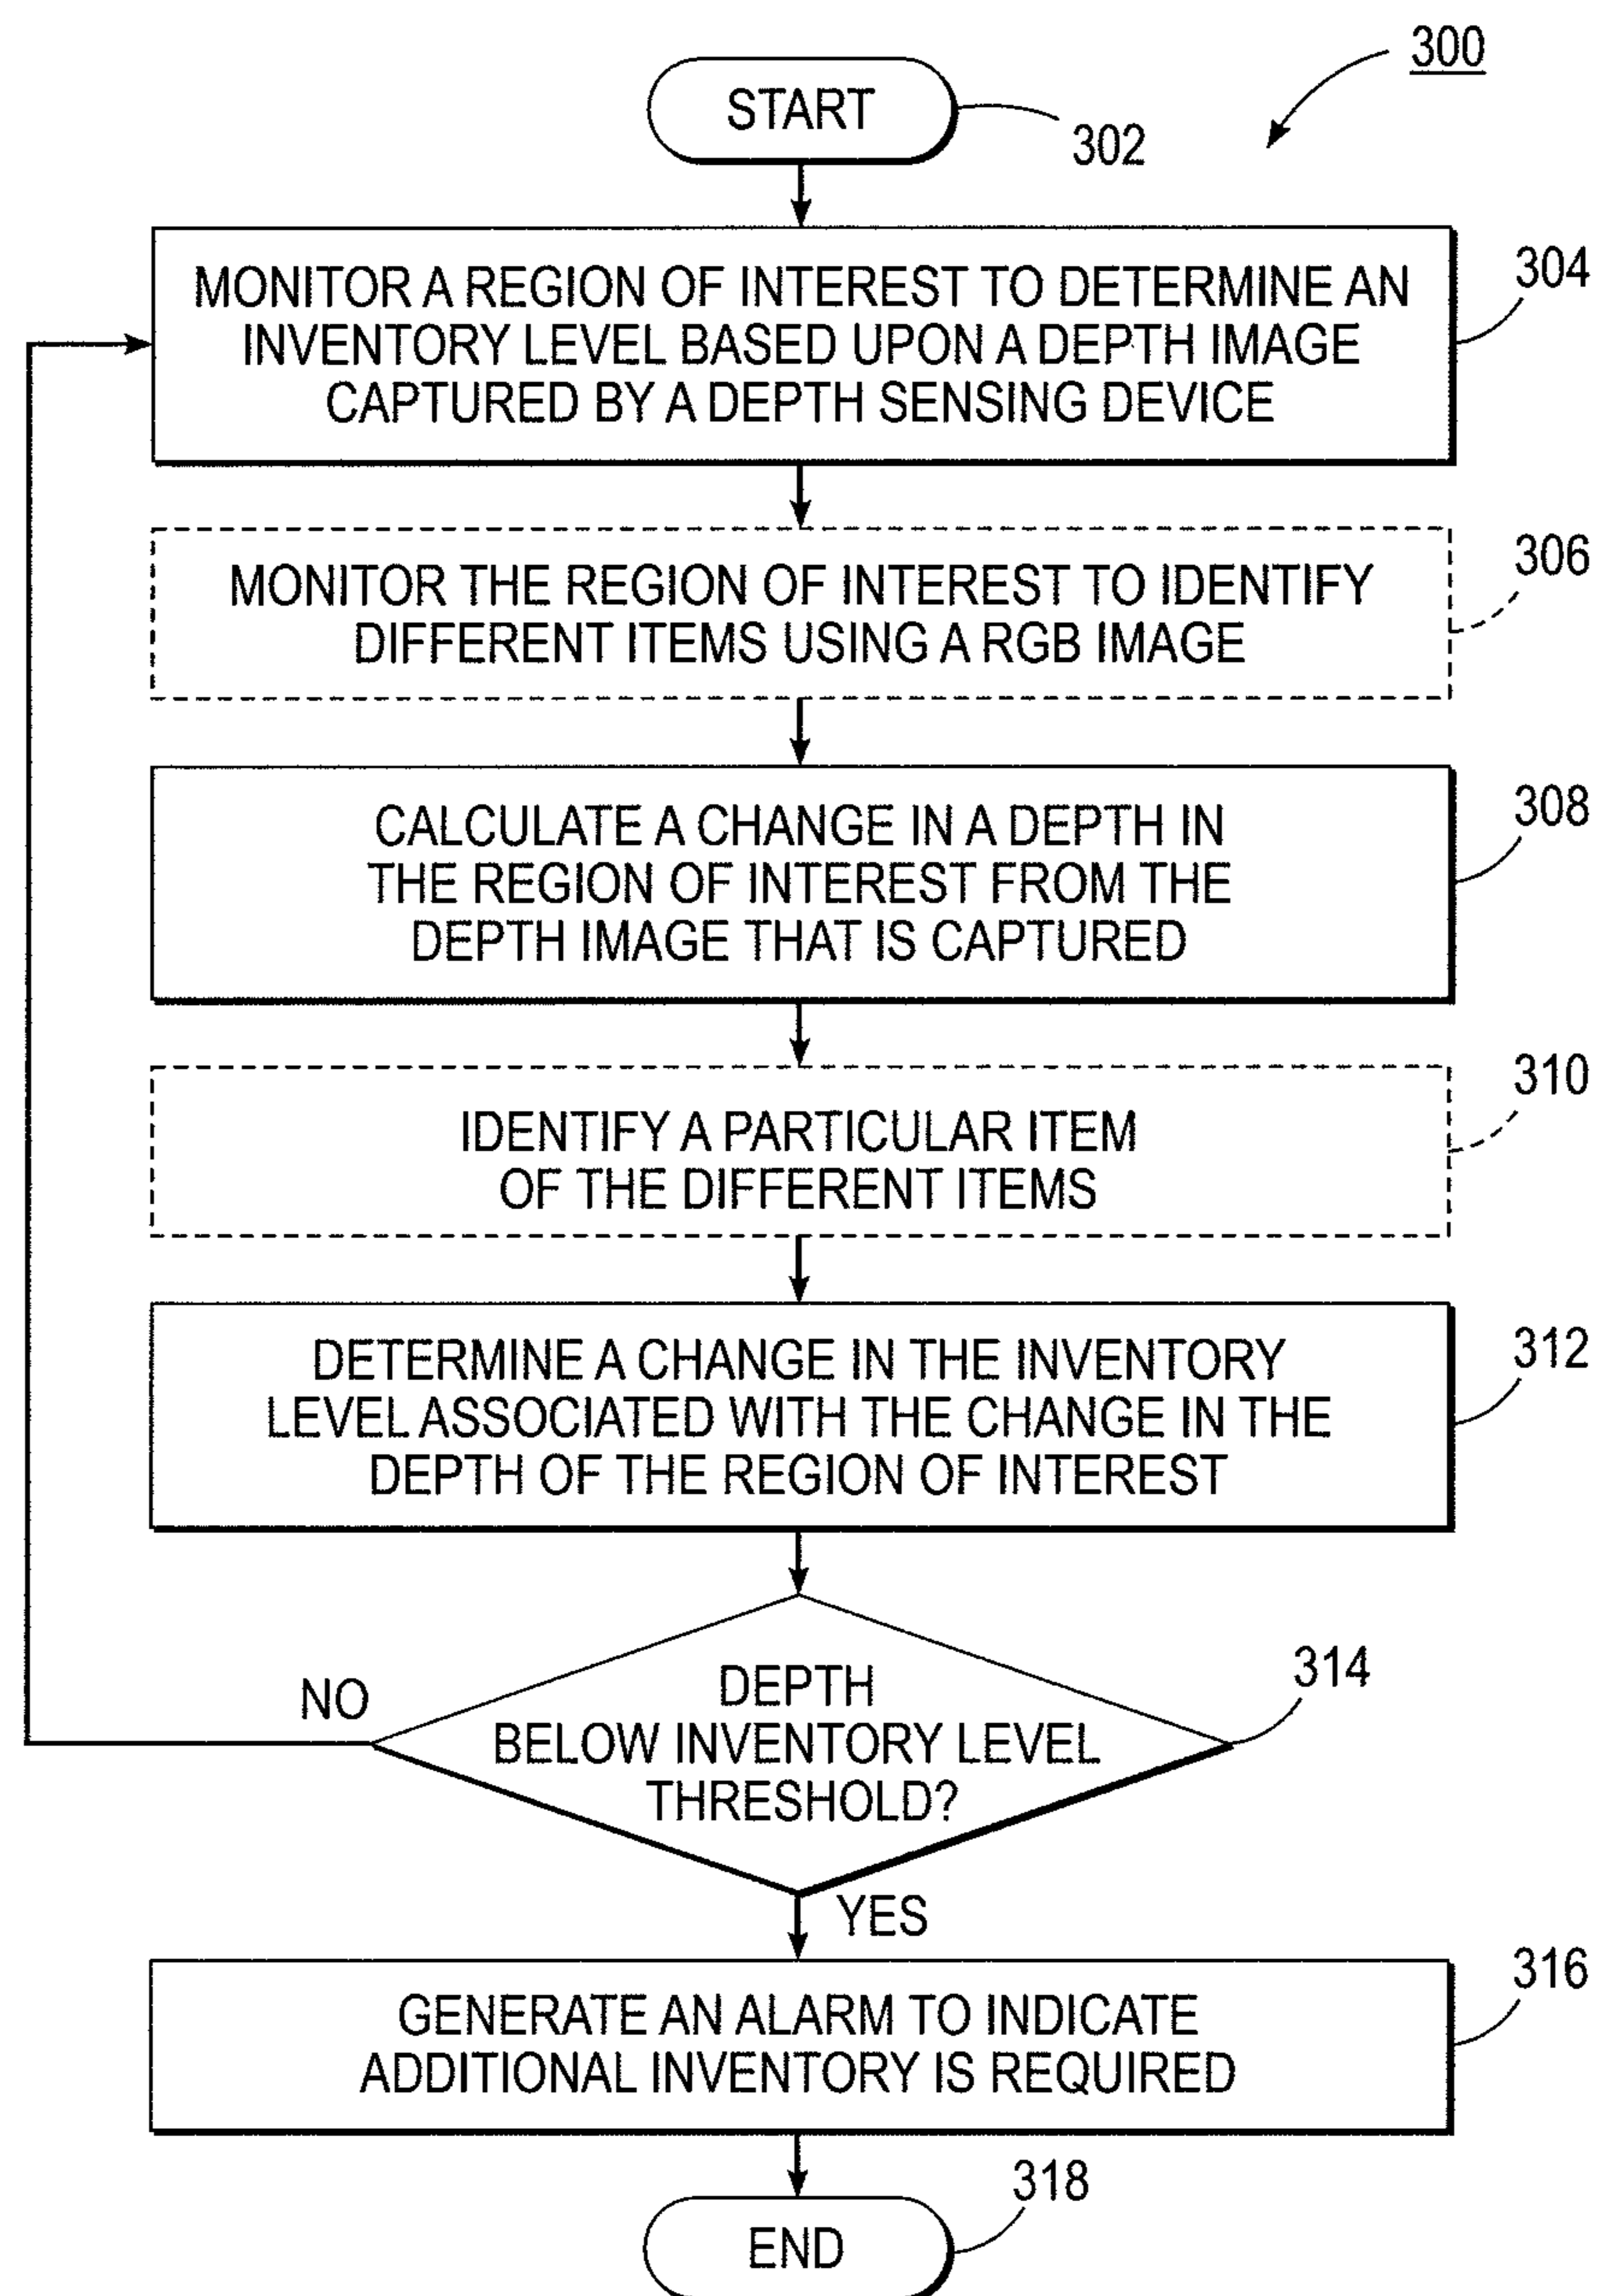 300
START
302
MONITOR A REGION OF INTEREST TO DETERMINE AN
INVENTORY LEVEL BASED UPON A DEPTH IMAGE
CAPTURED BY A DEPTH SENSING DEVICE
304
MONITOR THE REGION OF INTEREST TO IDENTIFY
DIFFERENT ITEMS USING A RGB IMAGE
306
CALCULATE A CHANGE IN A DEPTH IN
THE REGION OF INTEREST FROM THE
DEPTH IMAGE THAT IS CAPTURED
308
IDENTIFY A PARTICULAR ITEM
OF THE DIFFERENT ITEMS
310
DETERMINE A CHANGE IN THE INVENTORY
LEVEL ASSOCIATED WITH THE CHANGE IN THE
DEPTH OF THE REGION OF INTEREST
312
DEPTH
BELOW INVENTORY LEVEL
THRESHOLD?
314
NO
YES
GENERATE AN ALARM TO INDICATE
ADDITIONAL INVENTORY IS REQUIRED
316
END
318